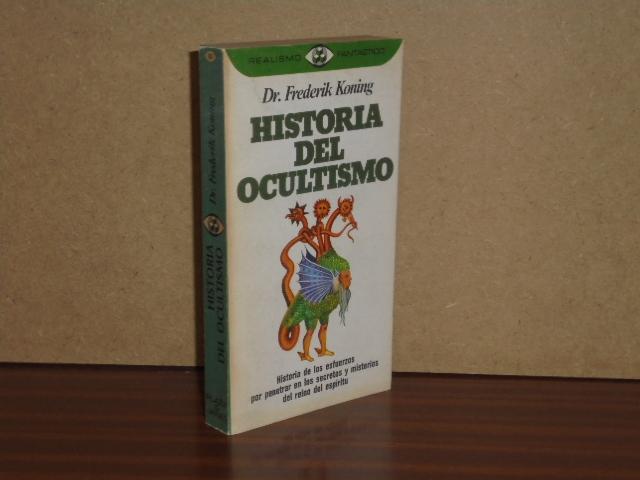 REALISMO FANTASTICO
Dr. Frederik Koning
HISTORIA
DEL
OCULTISMO
Historia de los esfuerzos
por penetrar en los secretos y misterios
del reino del espíritu
Dr. Frederik Koning
HISTORIA
DEL OCULTISMO